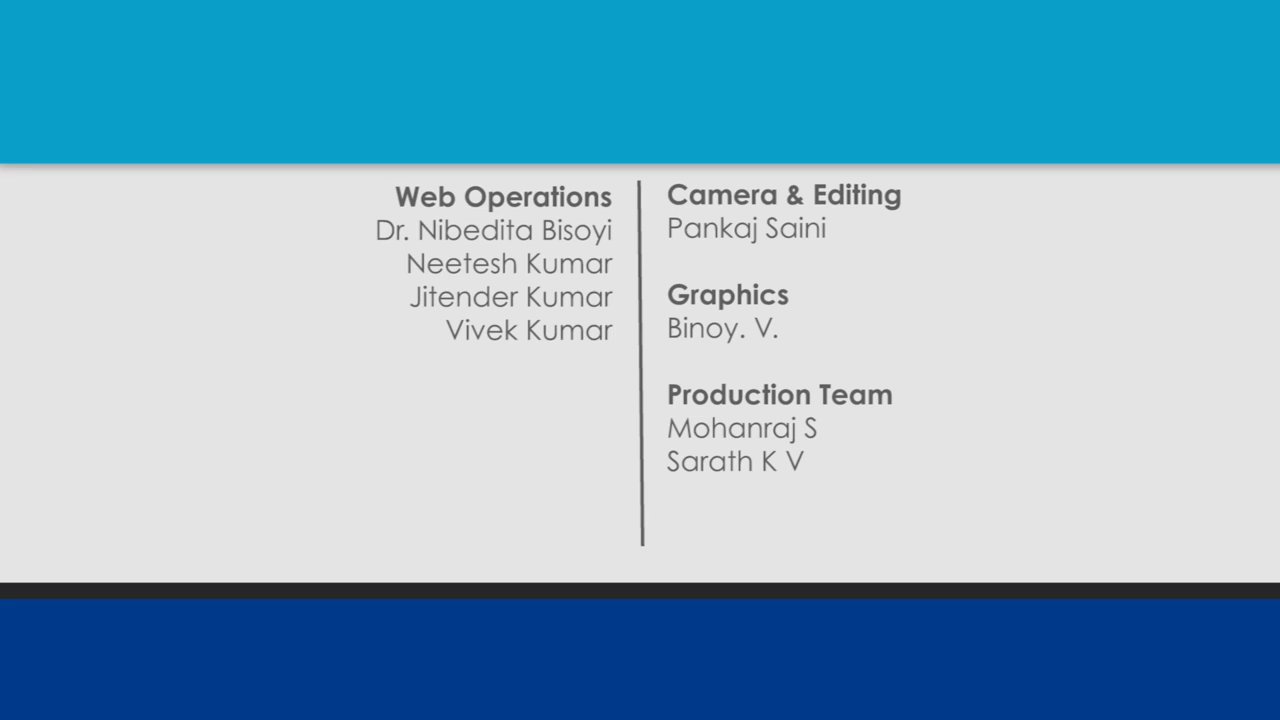 Web Operations
Dr. Nibedita Bisoyi
Neetesh Kumar
Jitender Kumar
Vivek Kumar
Camera & Editing
Pankaj Saini
Graphics
Binoy. V.
Production Team
Mohanraj S
Sarath K V